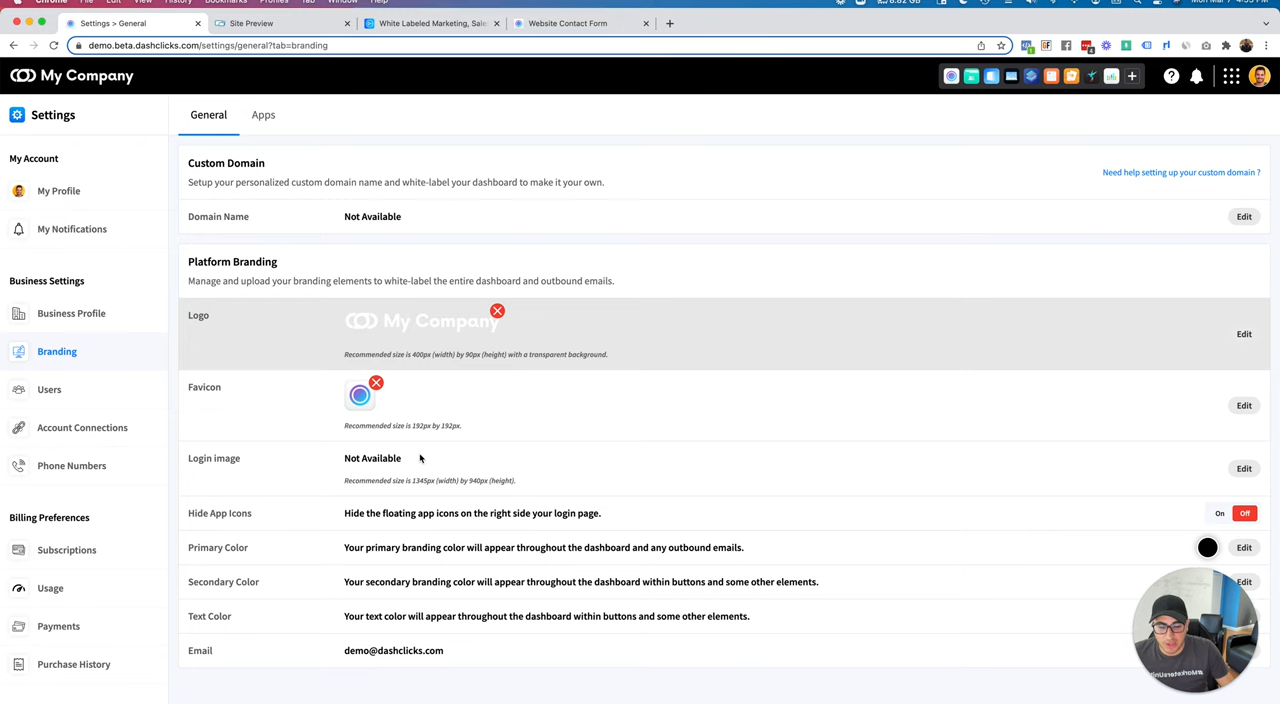 Chrome File Edit View History Bookmarks Profiles Tab Window Help
Settings > General
Site Preview
White Labeled Marketing, Sale
Website Contact Form
demo.beta.dashclicks.com/settings/general?tab=branding
My Company
Settings
General
Apps
My Account
My Profile
My Notifications
Business Settings
Business Profile
Branding
Users
Account Connections
Phone Numbers
Billing Preferences
Subscriptions
Usage
Payments
Purchase History
Custom Domain
Setup your personalized custom domain name and white-label your dashboard to make it your own.
Need help setting up your custom domain ?
Domain Name
Not Available
Edit
Platform Branding
Manage and upload your branding elements to white-label the entire dashboard and outbound emails.
Logo
My Company
Recommended size is 400px (width) by 90px (height) with a transparent background.
Edit
Favicon
Recommended size is 192px by 192px.
Edit
Login image
Not Available
Recommended size is 1345px (width) by 940px (height).
Edit
Hide App Icons
Hide the floating app icons on the right side your login page.
On Off
Primary Color
Your primary branding color will appear throughout the dashboard and any outbound emails.
Edit
Secondary Color
Your secondary branding color will appear throughout the dashboard within buttons and some other elements.
Edit
Text Color
Your text color will appear throughout the dashboard within buttons and some other elements.
Email
demo@dashclicks.com